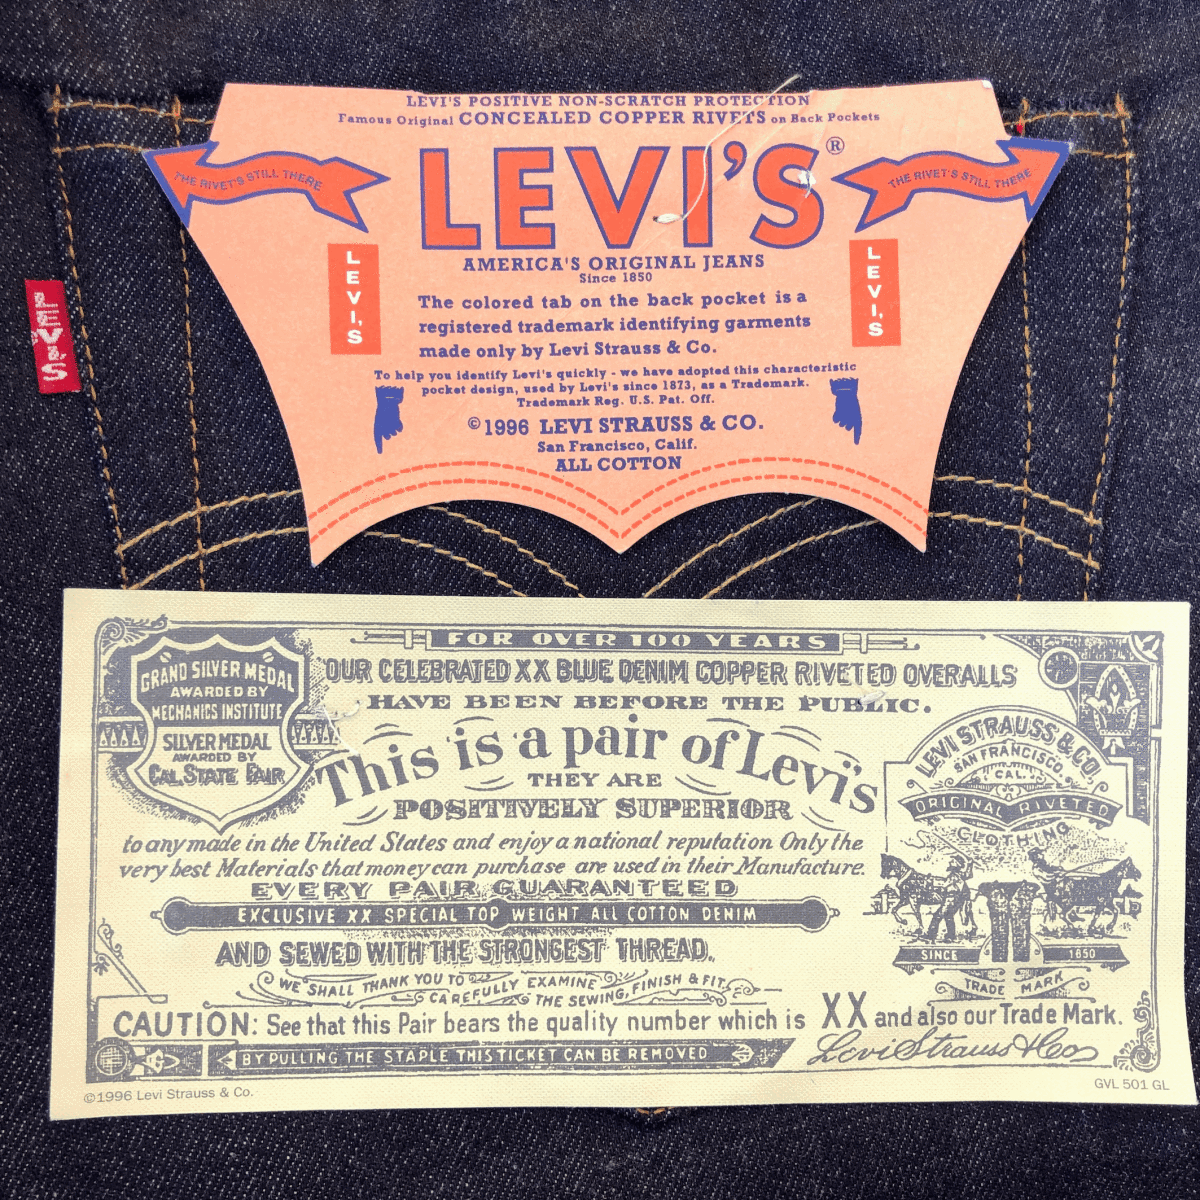 LEVI'S POSITIVE NON-SCRATCH PROTECTION
Famous Original CONCEALED COPPER RIVETS on Back Pockets
LEVI'S®
THE RIVET'S STILL THERE
THE RIVET'S STILL THERE
LEVI'S
LEVI'S
LEVI'S
AMERICA'S ORIGINAL JEANS
Since 1850
The colored tab on the back pocket is a
registered trademark identifying garments
made only by Levi Strauss & Co.
To help you identify Levi's quickly - we have adopted this characteristic
pocket design, used by Levi's since 1873, as a Trademark.
Trademark Reg. U.S. Pat. Off.
©1996 LEVI STRAUSS & CO.
San Francisco, Calif.
ALL COTTON
FOR OVER 100 YEARS
OUR CELEBRATED XX BLUE DENIM COPPER RIVETED OVERALLS
HAVE BEEN BEFORE THE PUBLIC.
GRAND SILVER MEDAL
AWARDED BY
MECHANICS INSTITUTE
SILVER MEDAL
AWARDED BY
CAL. STATE FAIR
This is a pair of Levi's
THEY ARE
POSITIVELY SUPERIOR
to any made in the United States and enjoy a national reputation Only the
very best Materials that money can purchase are used in their Manufacture.
EVERY PAIR GUARANTEED
EXCLUSIVE XX SPECIAL TOP WEIGHT ALL COTTON DENIM
AND SEWED WITH THE STRONGEST THREAD.
WE SHALL THANK YOU TO
CAREFULLY EXAMINE
THE SEWING, FINISH & FIT
LEVI STRAUSS & CO.
SAN FRANCISCO.
CAL.
ORIGINAL RIVETED
CLOTHING
SINCE 1850
TRADE MARK
CAUTION: See that this Pair bears the quality number which is XX and also our Trade Mark.
BY PULLING THE STAPLE THIS TICKET CAN BE REMOVED
Levi Strauss & Co
©1996 Levi Strauss & Co.
GVL 501 GL